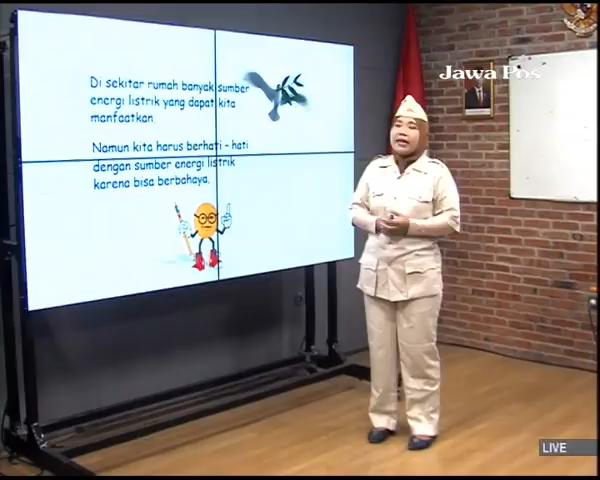 Jawa Pos
Di sekitar rumah banyak sumber
energi listrik yang dapat kita
manfaatkan.
Namun kita harus berhati - hati
dengan sumber energi listrik
karena bisa berbahaya.
LIVE